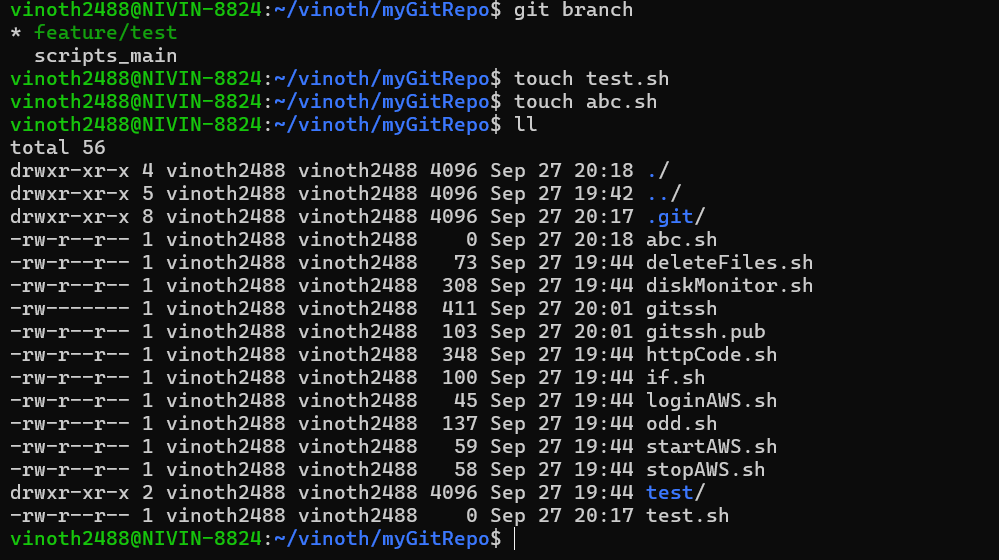 vinoth2488@NIVIN-8824:~/vinoth/myGitRepo$ git branch
* feature/test
  scripts_main
vinoth2488@NIVIN-8824:~/vinoth/myGitRepo$ touch test.sh
vinoth2488@NIVIN-8824:~/vinoth/myGitRepo$ touch abc.sh
vinoth2488@NIVIN-8824:~/vinoth/myGitRepo$ ll
total 56
drwxr-xr-x 4 vinoth2488 vinoth2488 4096 Sep 27 20:18 ./
drwxr-xr-x 5 vinoth2488 vinoth2488 4096 Sep 27 19:42 ../
drwxr-xr-x 8 vinoth2488 vinoth2488 4096 Sep 27 20:17 .git/
-rw-r--r-- 1 vinoth2488 vinoth2488    0 Sep 27 20:18 abc.sh
-rw-r--r-- 1 vinoth2488 vinoth2488   73 Sep 27 19:44 deleteFiles.sh
-rw-r--r-- 1 vinoth2488 vinoth2488  308 Sep 27 19:44 diskMonitor.sh
-rw------- 1 vinoth2488 vinoth2488  411 Sep 27 20:01 gitssh
-rw-r--r-- 1 vinoth2488 vinoth2488  103 Sep 27 20:01 gitssh.pub
-rw-r--r-- 1 vinoth2488 vinoth2488  348 Sep 27 19:44 httpCode.sh
-rw-r--r-- 1 vinoth2488 vinoth2488  100 Sep 27 19:44 if.sh
-rw-r--r-- 1 vinoth2488 vinoth2488   45 Sep 27 19:44 loginAWS.sh
-rw-r--r-- 1 vinoth2488 vinoth2488  137 Sep 27 19:44 odd.sh
-rw-r--r-- 1 vinoth2488 vinoth2488   59 Sep 27 19:44 startAWS.sh
-rw-r--r-- 1 vinoth2488 vinoth2488   58 Sep 27 19:44 stopAWS.sh
drwxr-xr-x 2 vinoth2488 vinoth2488 4096 Sep 27 19:44 test/
-rw-r--r-- 1 vinoth2488 vinoth2488    0 Sep 27 20:17 test.sh
vinoth2488@NIVIN-8824:~/vinoth/myGitRepo$